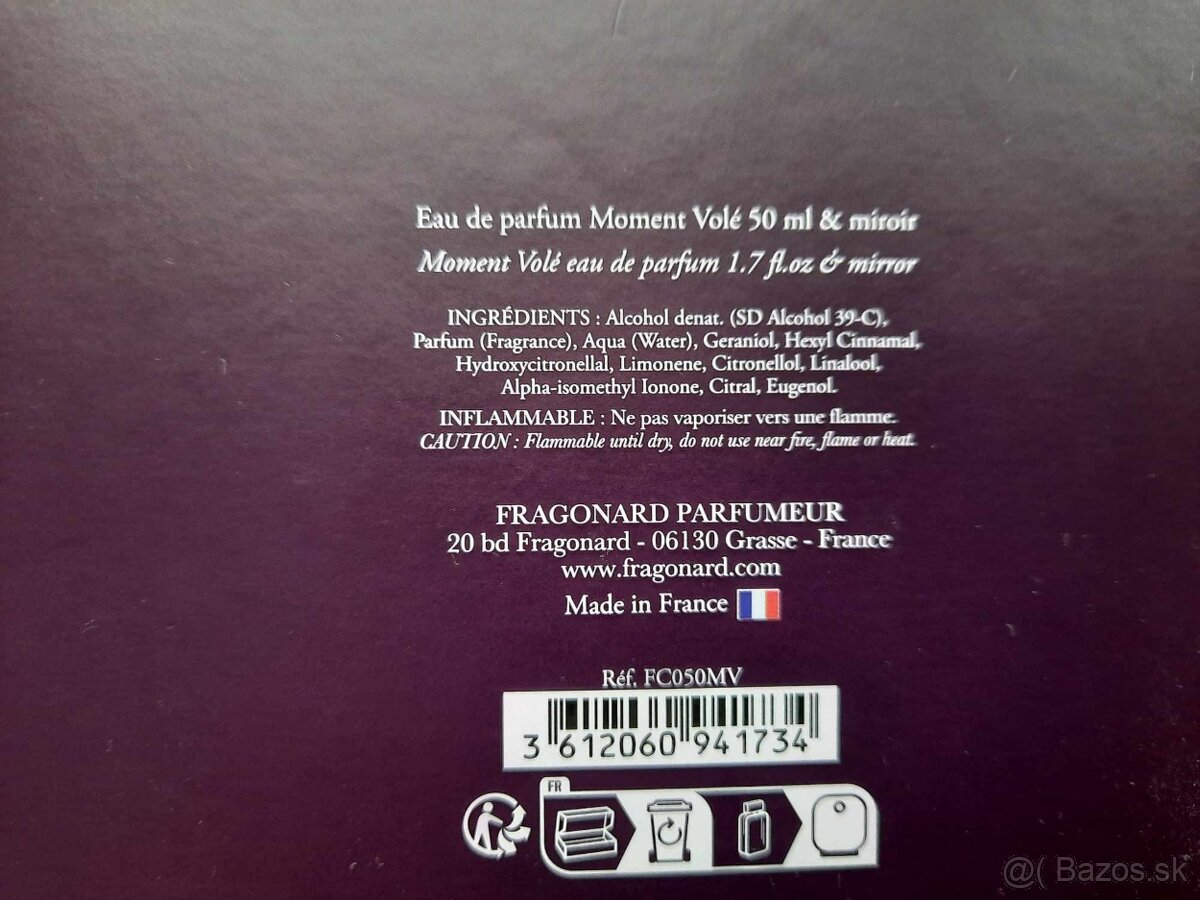 Eau de parfum Moment Volé 50 ml & miroir
Moment Volé eau de parfum 1.7 fl.oz & mirror
INGRÉDIENTS : Alcohol denat. (SD Alcohol 39-C),
Parfum (Fragrance), Aqua (Water), Geraniol, Hexyl Cinnamal,
Hydroxycitronellal, Limonene, Citronellol, Linalool,
Alpha-isomethyl Ionone, Citral, Eugenol.
INFLAMMABLE : Ne pas vaporiser vers une flamme.
CAUTION : Flammable until dry, do not use near fire, flame or heat.
FRAGONARD PARFUMEUR
20 bd Fragonard - 06130 Grasse - France
www.fragonard.com
Made in France
Réf. FC050MV
3 612060 941734
FR
@( Bazos.sk